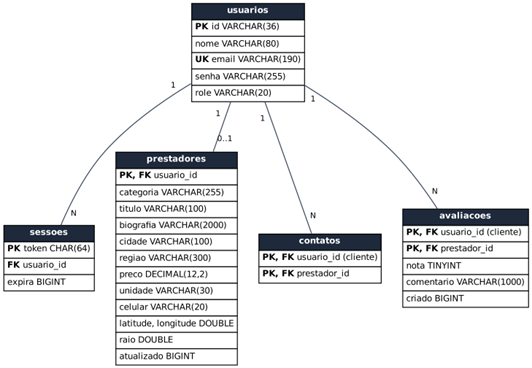 usuarios
PK id VARCHAR(36)
nome VARCHAR(80)
UK email VARCHAR(190)
senha VARCHAR(255)
role VARCHAR(20)
1
1
1
1
0..1
N
N
N
prestadores
PK, FK usuario_id
categoria VARCHAR(255)
titulo VARCHAR(100)
biografia VARCHAR(2000)
cidade VARCHAR(100)
regiao VARCHAR(300)
preco DECIMAL(12,2)
unidade VARCHAR(30)
celular VARCHAR(20)
latitude, longitude DOUBLE
raio DOUBLE
atualizado BIGINT
sessoes
PK token CHAR(64)
FK usuario_id
expira BIGINT
contatos
PK, FK usuario_id (cliente)
PK, FK prestador_id
avaliacoes
PK, FK usuario_id (cliente)
PK, FK prestador_id
nota TINYINT
comentario VARCHAR(1000)
criado BIGINT